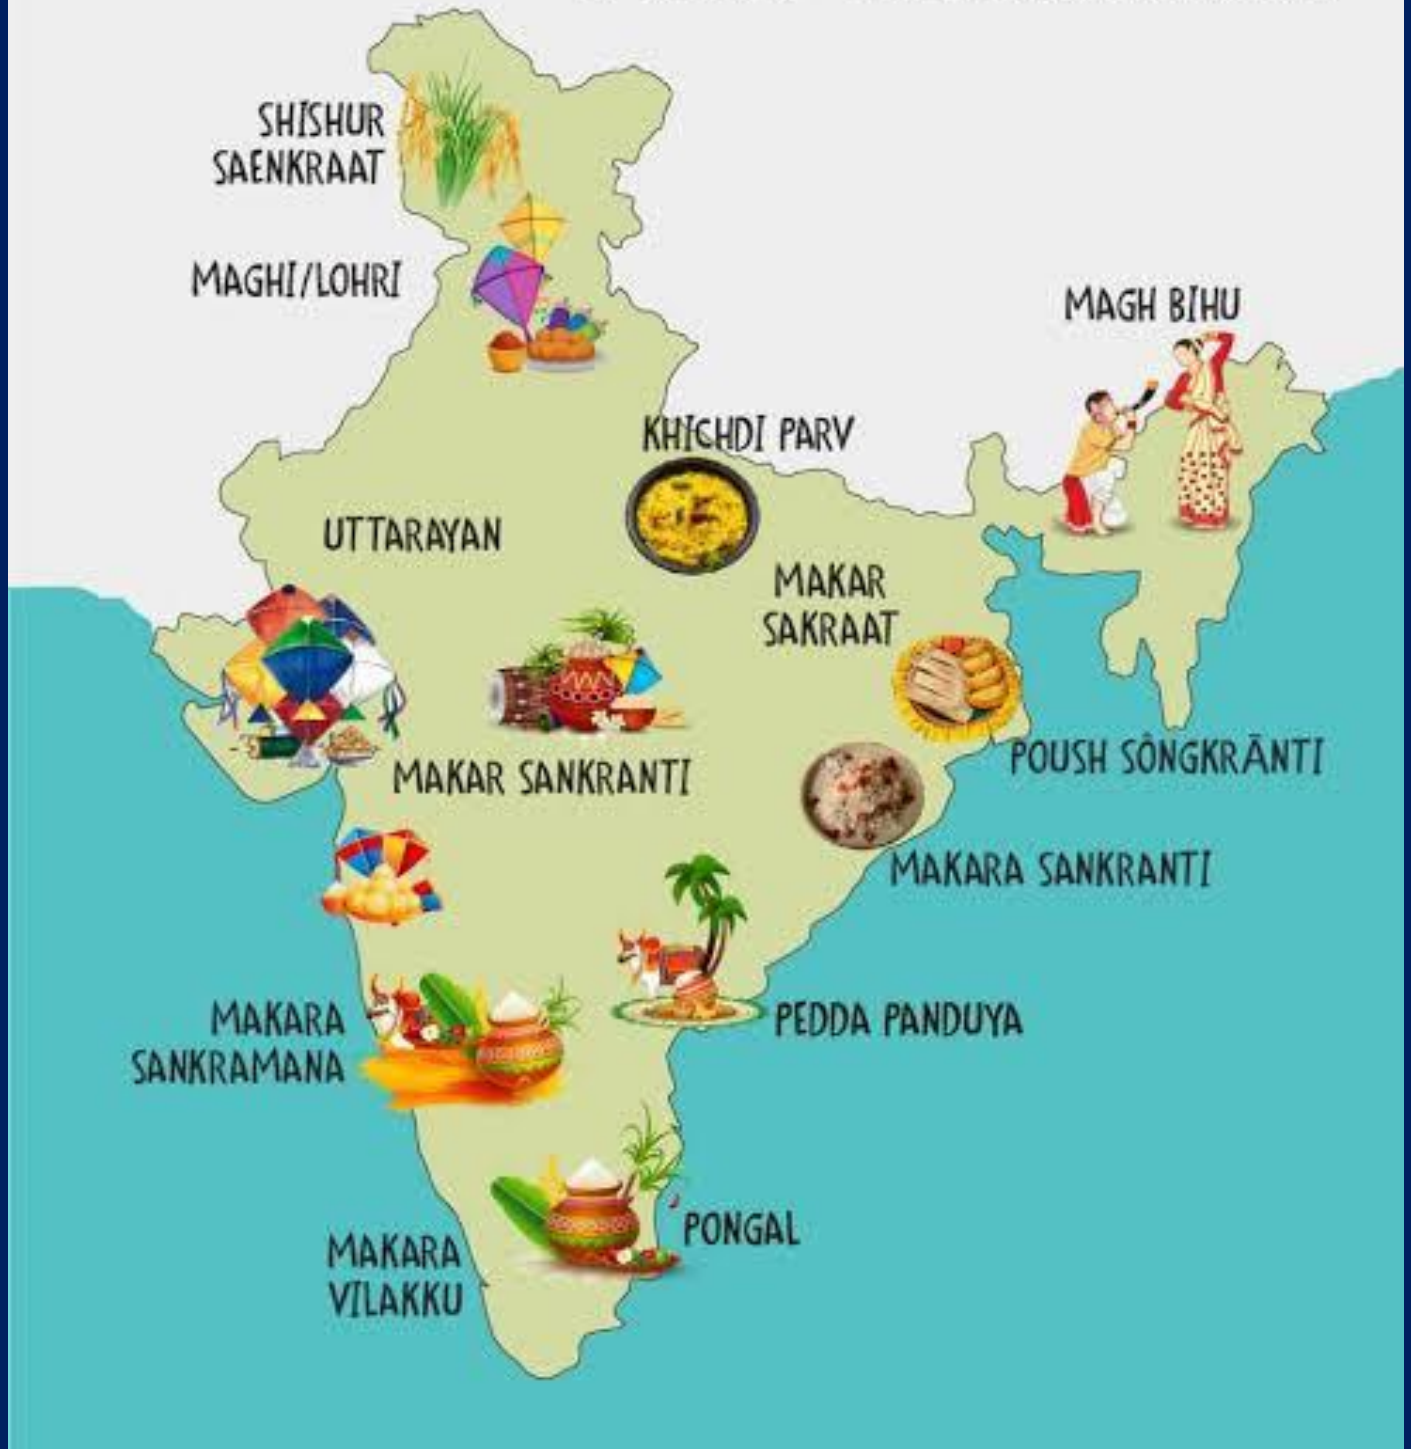 SHISHUR
SAENKRAAT
MAGHI/LOHRI
MAGH BIHU
KHICHDI PARV
UTTARAYAN
MAKAR
SAKRAAT
POUSH SÔNGKRĀNTI
MAKAR SANKRANTI
MAKARA SANKRANTI
MAKARA
SANKRAMANA
PEDDA PANDUYA
PONGAL
MAKARA
VILAKKU